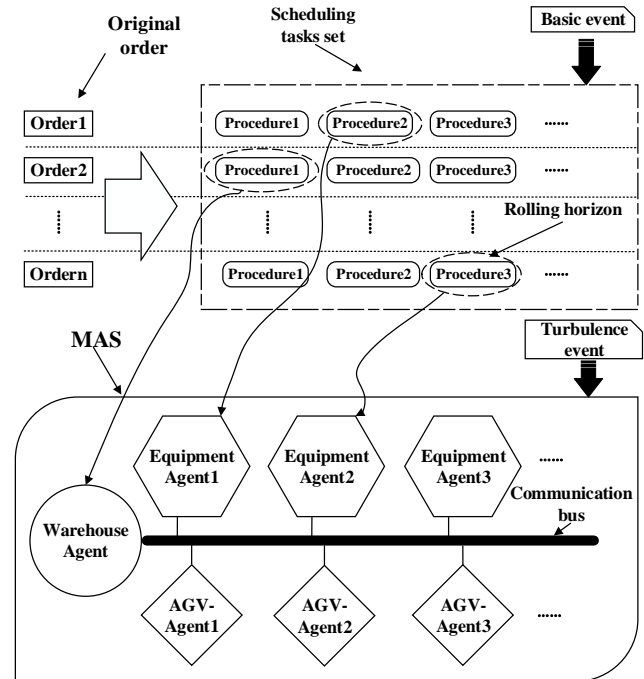 Original
order
Scheduling
tasks set
Basic event
Order1
Procedure1
Procedure2
Procedure3
......
Order2
Procedure1
Procedure2
Procedure3
......
Rolling horizon
Ordern
Procedure1
Procedure2
Procedure3
......
MAS
Turbulence
event
Equipment
Agent1
Equipment
Agent2
Equipment
Agent3
......
Communication
bus
Warehouse
Agent
AGV-
Agent1
AGV-
Agent2
AGV-
Agent3
......